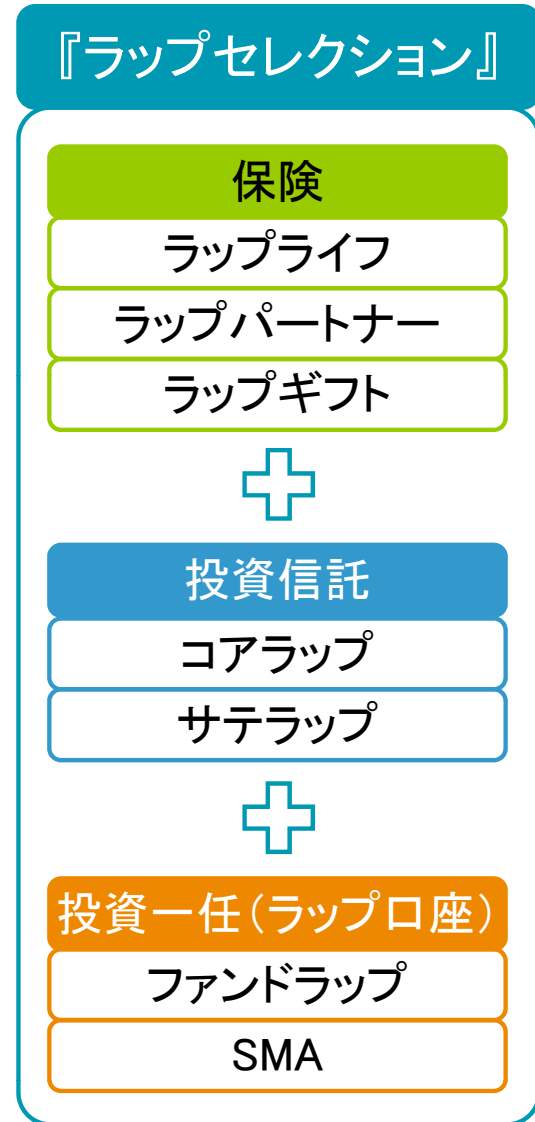 『ラップセレクション』
保険
ラップライフ
ラップパートナー
ラップギフト
投資信託
コアラップ
サテラップ
投資一任(ラップ口座)
ファンドラップ
SMA